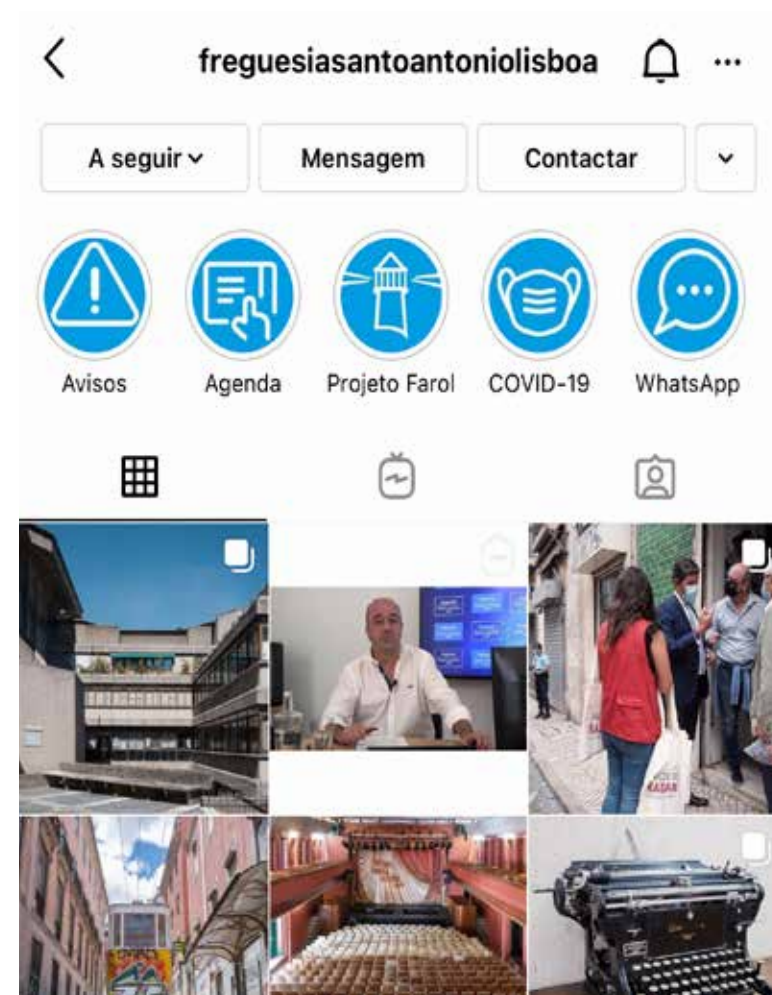 freguesiasantoantoniolisboa
A seguir Mensagem Contactar
Avisos Agenda Projeto Farol COVID-19 WhatsApp